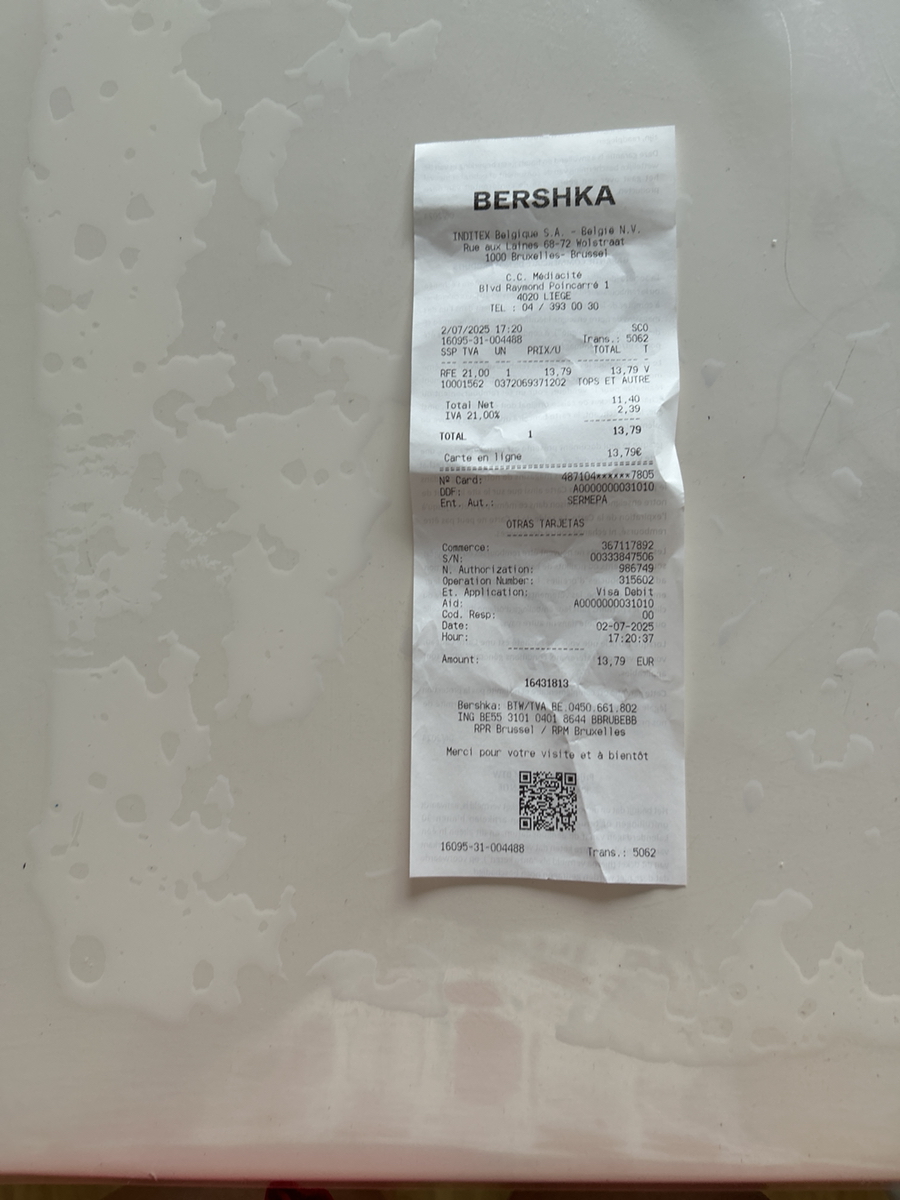 BERSHKA
INDITEX Belgique S.A. - Belgie N.V.
Rue aux Laines 68-72 Wolstraat
1000 Bruxelles- Brussel
C.C. Médiacité
Blvd Raymond Poincarré 1
4020 LIEGE
TEL : 04 / 393 00 30
2/07/2025 17:20 SCO
16095-31-004488 Trans.: 5062
SSP TVA UN PRIX/U TOTAL T
RFE 21,00 1 13,79 13,79 V
10001562 0372069371202 TOPS ET AUTRE
Total Net 11,40
IVA 21,00% 2,39
TOTAL 1 13,79
Carte en ligne 13,79€
Nº Card: 487104******7805
DDF: A0000000031010
Ent. Aut.: SERMEPA
OTRAS TARJETAS
Commerce: 367117892
S/N: 00333847506
N. Authorization: 986749
Operation Number: 315602
Et. Application: Visa Debit
Aid: A0000000031010
Cod. Resp: 00
Date: 02-07-2025
Hour: 17:20:37
Amount: 13,79 EUR
16431813
Bershka: BTW/TVA BE.0450.661.802
ING BE55 3101 0401 8644 BBRUBEBB
RPR Brussel / RPM Bruxelles
Merci pour votre visite et à bientôt
16095-31-004488 Trans.: 5062